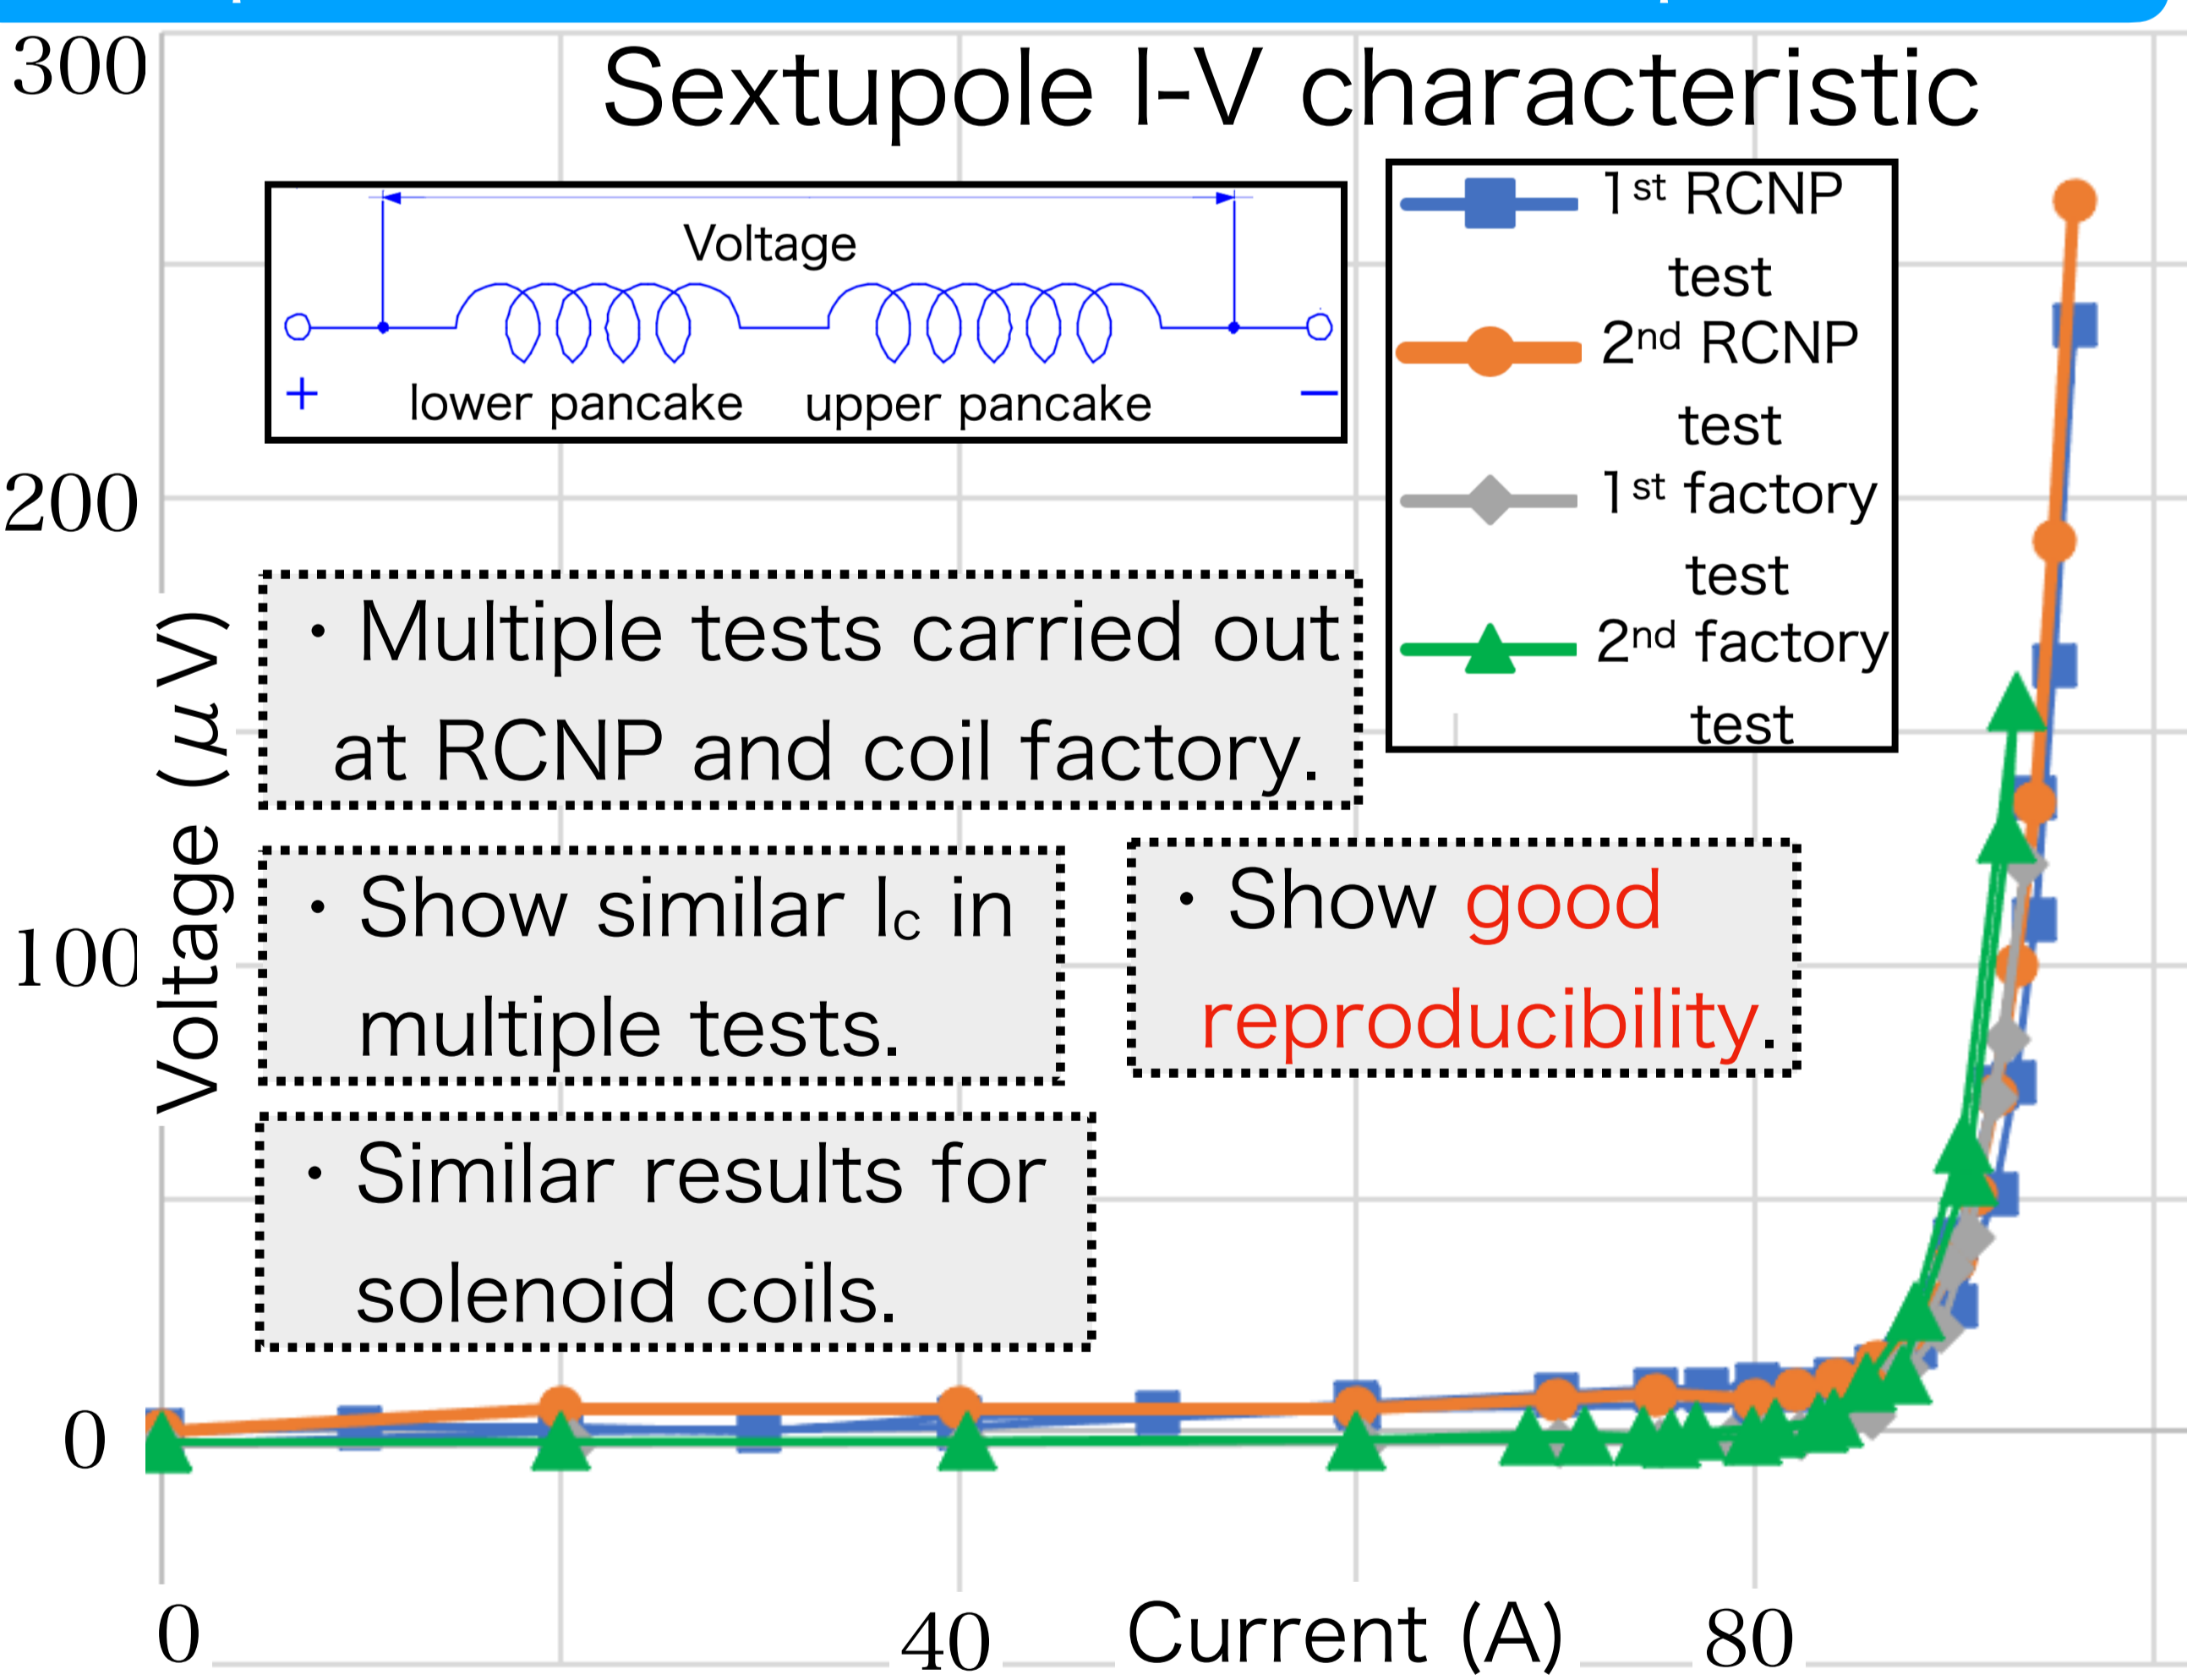 Sextupole I-V characteristic
300
200
100
0
Voltage (μV)
Voltage
+
−
lower pancake
upper pancake
1st RCNP
test
2nd RCNP
test
1st factory
test
2nd factory
test
・Multiple tests carried out
at RCNP and coil factory.
・Show similar Ic in
multiple tests.
・Show good
reproducibility.
・Similar results for
solenoid coils.
0
40
Current (A)
80